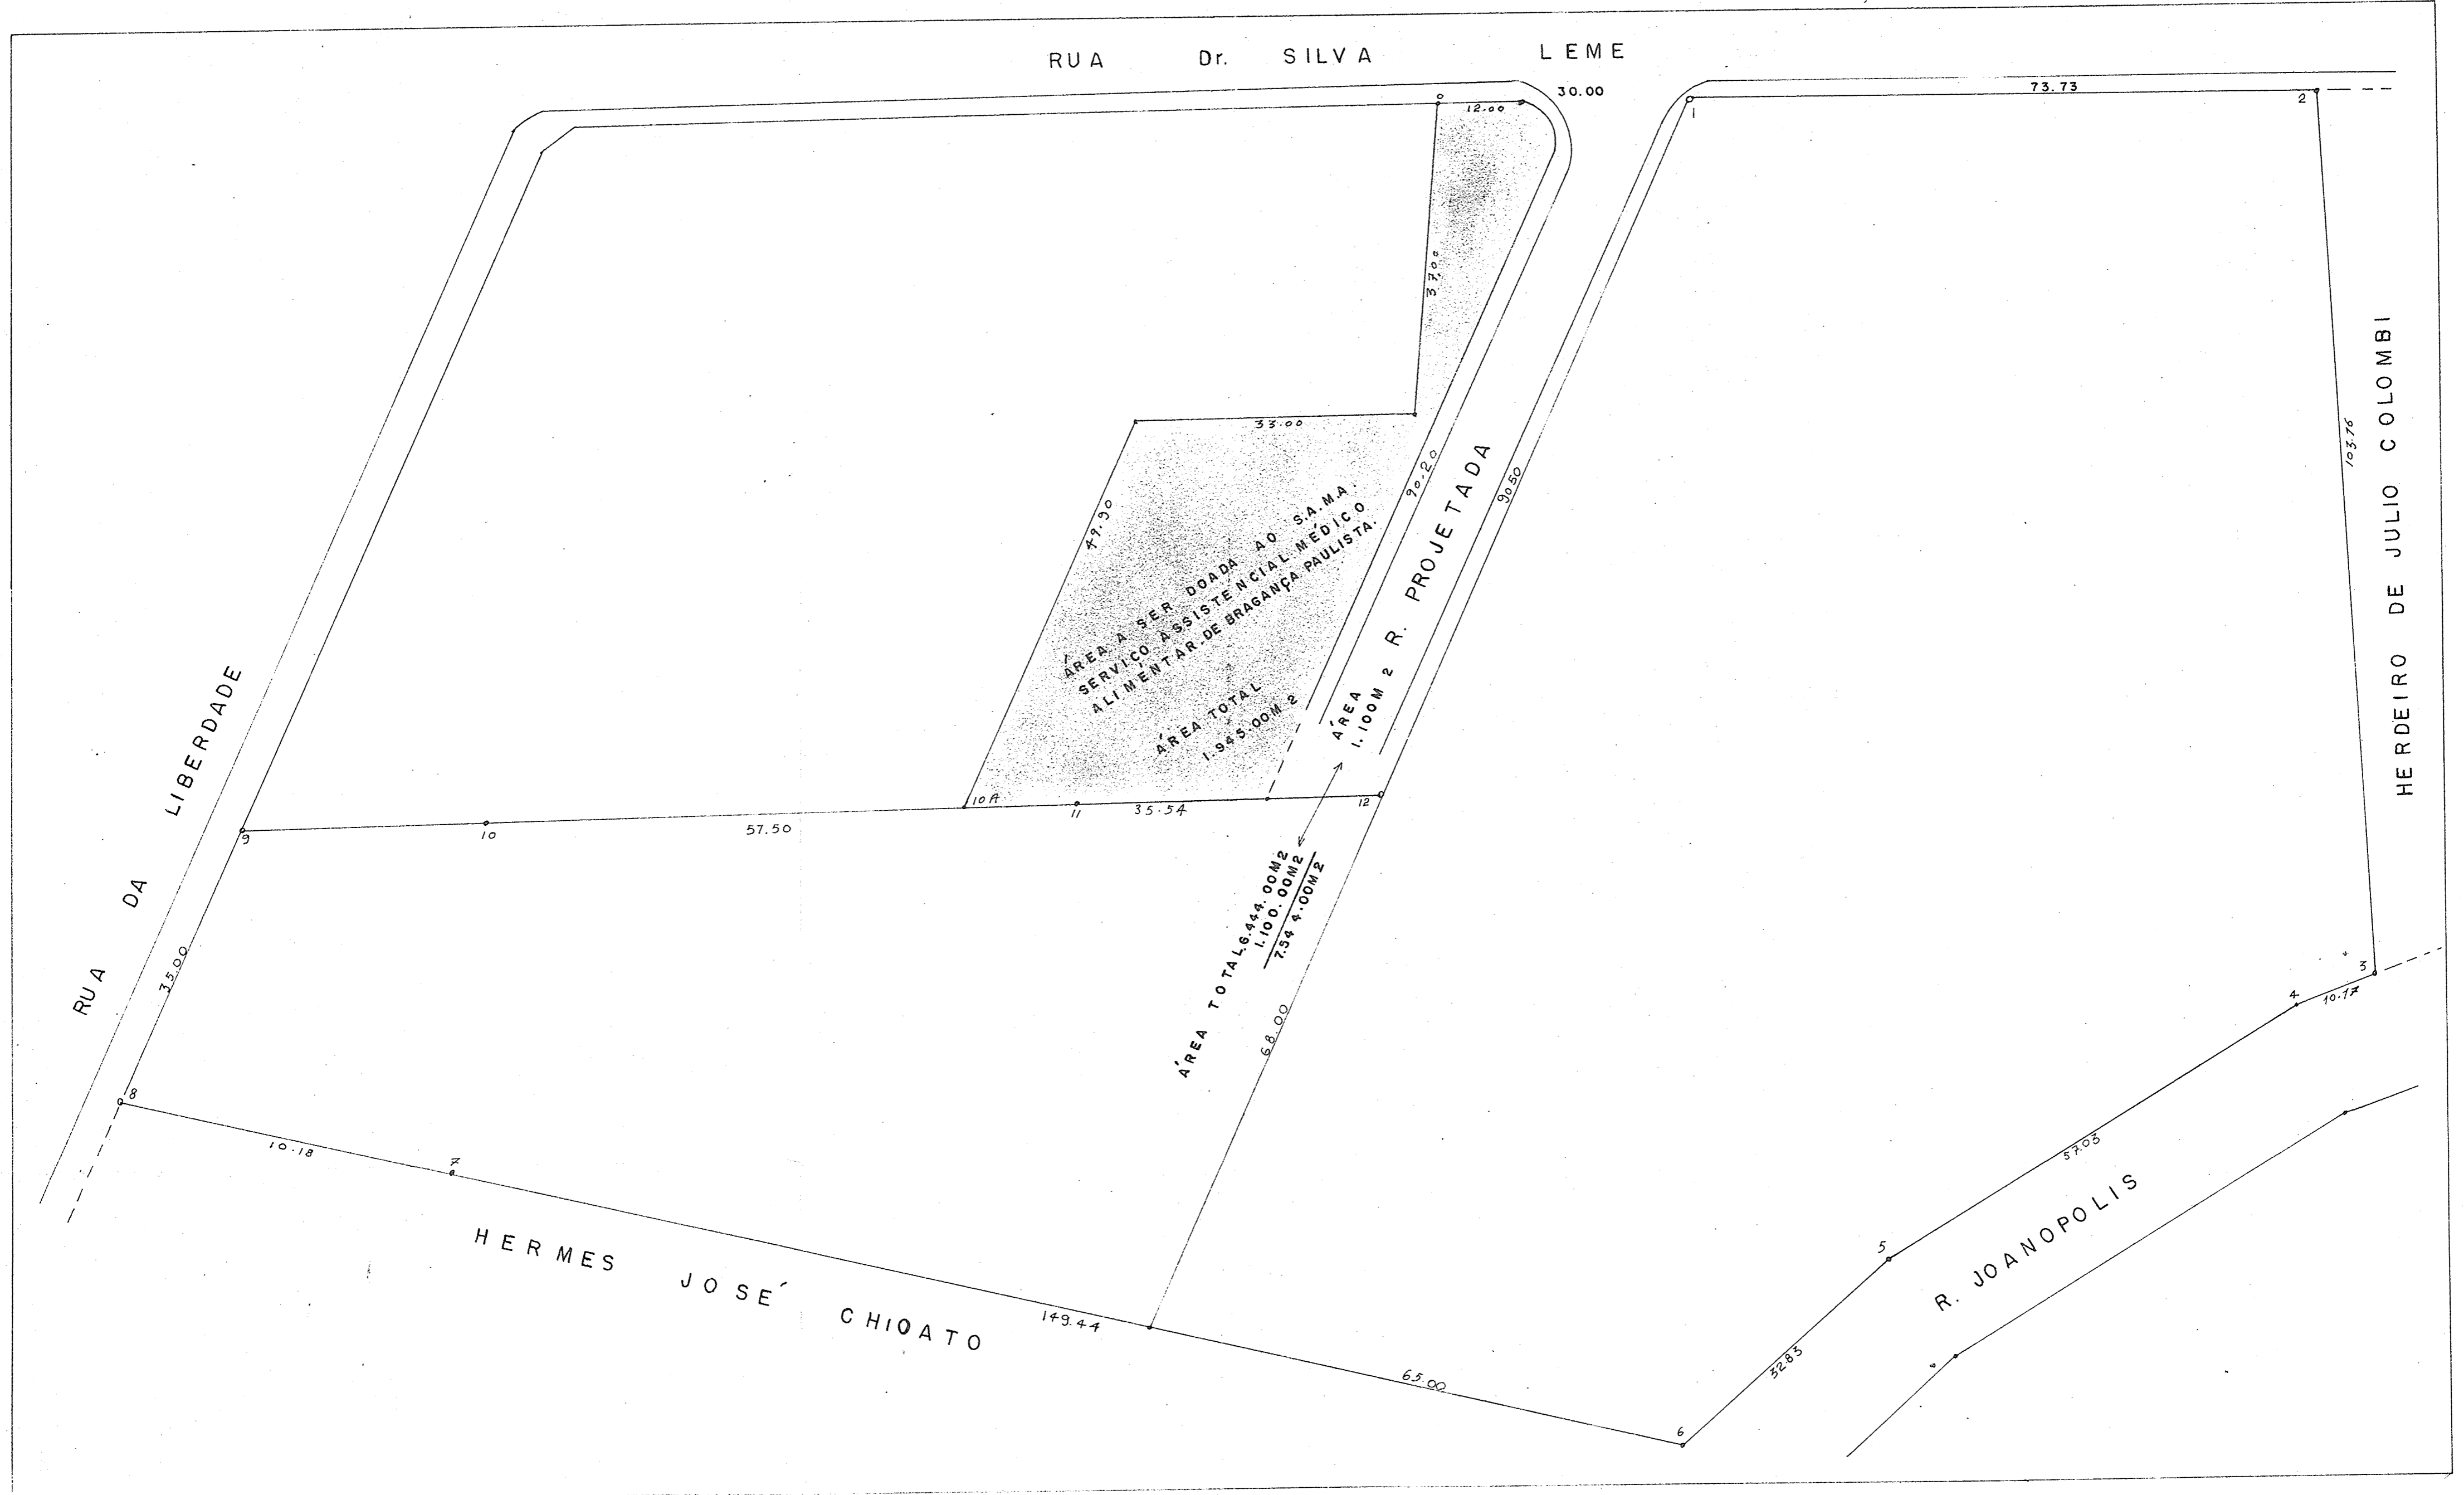 RUA Dr. SILVA LEME
30.00
0
12.00
1
73.73
2
37.00
33.00
49.90
90.20
9050
103.76
HERDEIRO DE JULIO COLOMBI
R. PROJETADA
ÁREA A SER DOADA AO S.A.M.A.
SERVIÇO ASSISTENCIAL MÉDICO
ALIMENTAR DE BRAGANÇA PAULISTA.
ÁREA TOTAL
1.945.00M2
ÁREA
1.100M2
RUA DA LIBERDADE
9
10
57.50
10A
11
35.54
12
ÁREA TOTAL 6.444.00M2
1.100.00M2
7.544.00M2
35.00
68.00
3
4
10.17
8
10.18
7
57.03
5
R. JOANOPOLIS
HERMES JOSÉ CHIOATO
149.44
65.00
32.83
6